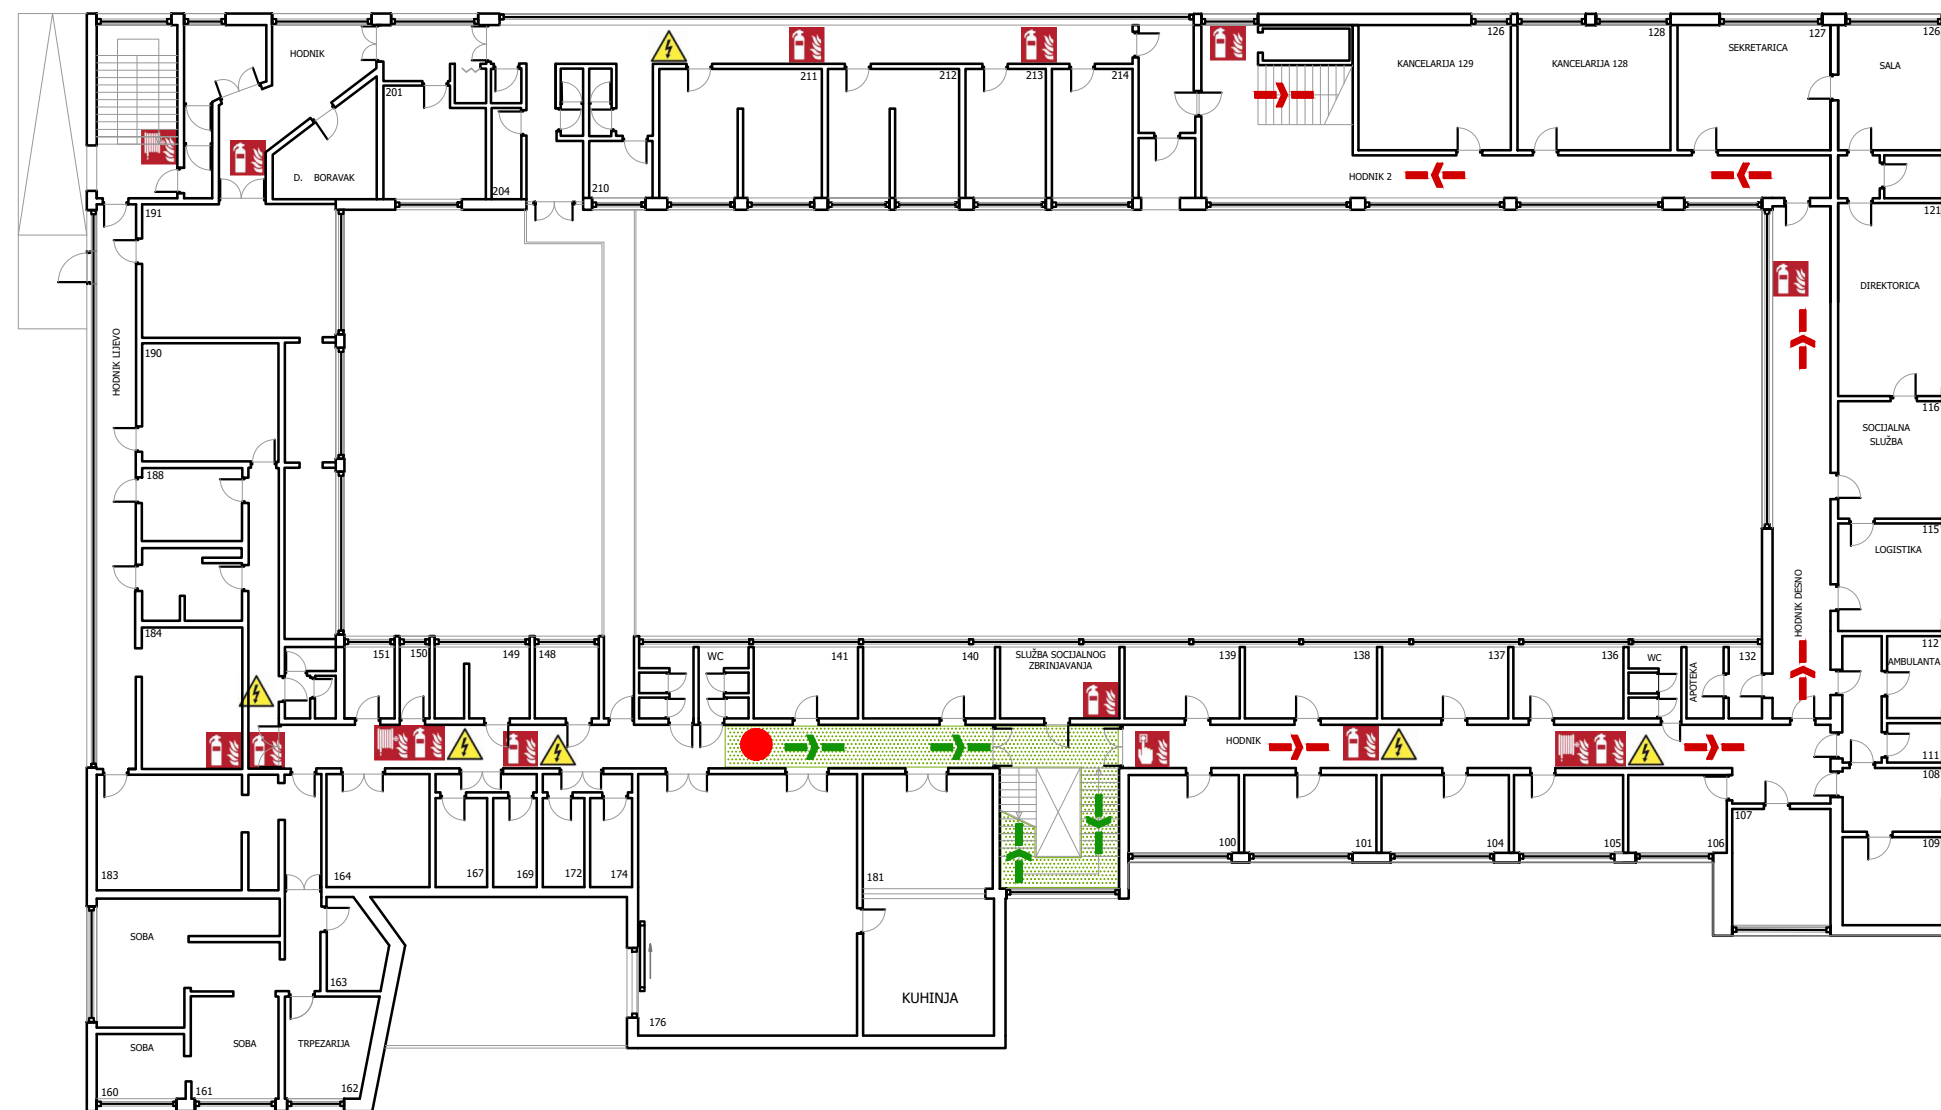 HODNIK
126
128
SEKRETARICA
127
126
KANCELARIJA 129
KANCELARIJA 128
SALA
201
211
212
213
214
D. BORAVAK
HODNIK 2
204
210
191
121
DIREKTORICA
HODNIK LIJEVO
190
116
SOCIJALNA
SLUŽBA
188
115
LOGISTIKA
HODNIK DESNO
184
151
150
149
148
WC
141
140
SLUŽBA SOCIJALNOG
ZBRINJAVANJA
139
138
137
136
WC
APOTEKA
132
112
AMBULANTA
HODNIK
111
108
183
164
167
169
172
174
181
100
101
104
105
106
107
109
SOBA
163
KUHINJA
176
SOBA
SOBA
TRPEZARIJA
160
161
162